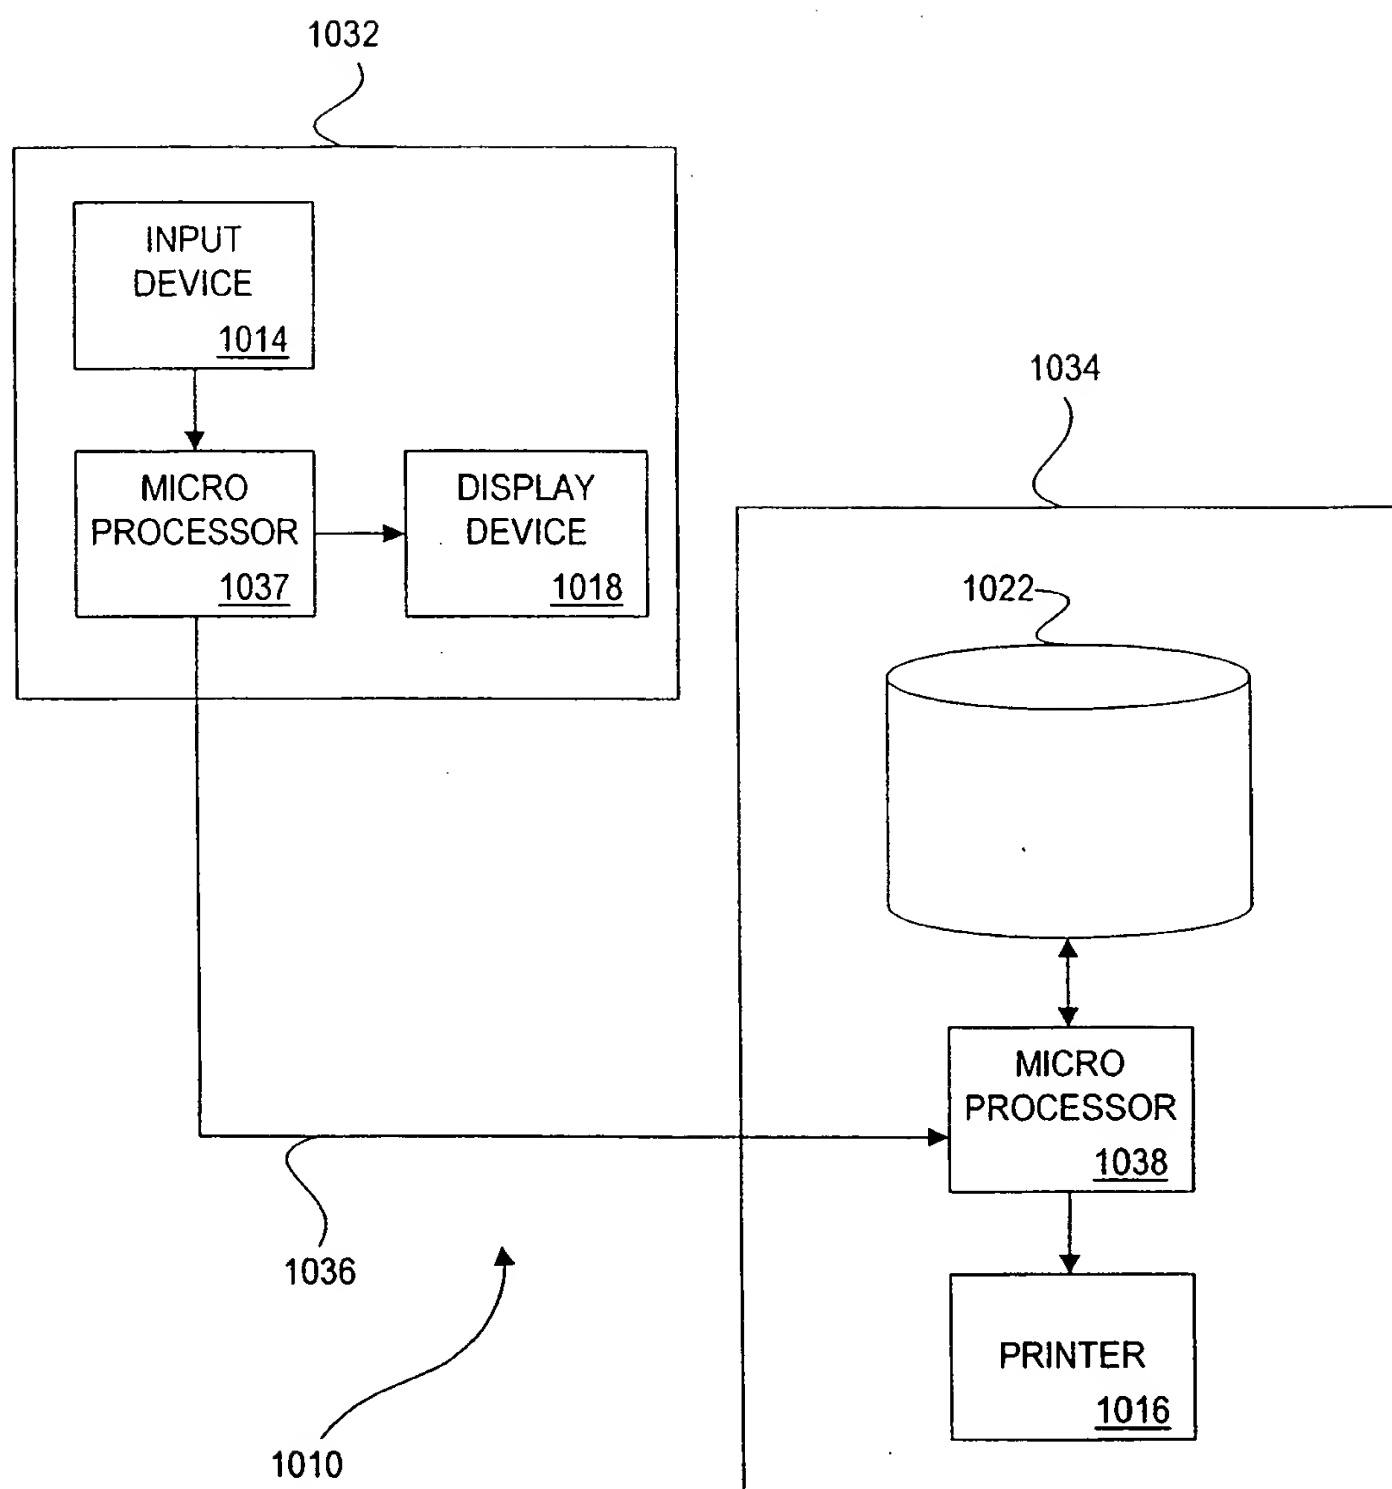 1032
INPUT
DEVICE
1014
MICRO
PROCESSOR
1037
DISPLAY
DEVICE
1018
1034
1022
MICRO
PROCESSOR
1038
1036
PRINTER
1016
1010